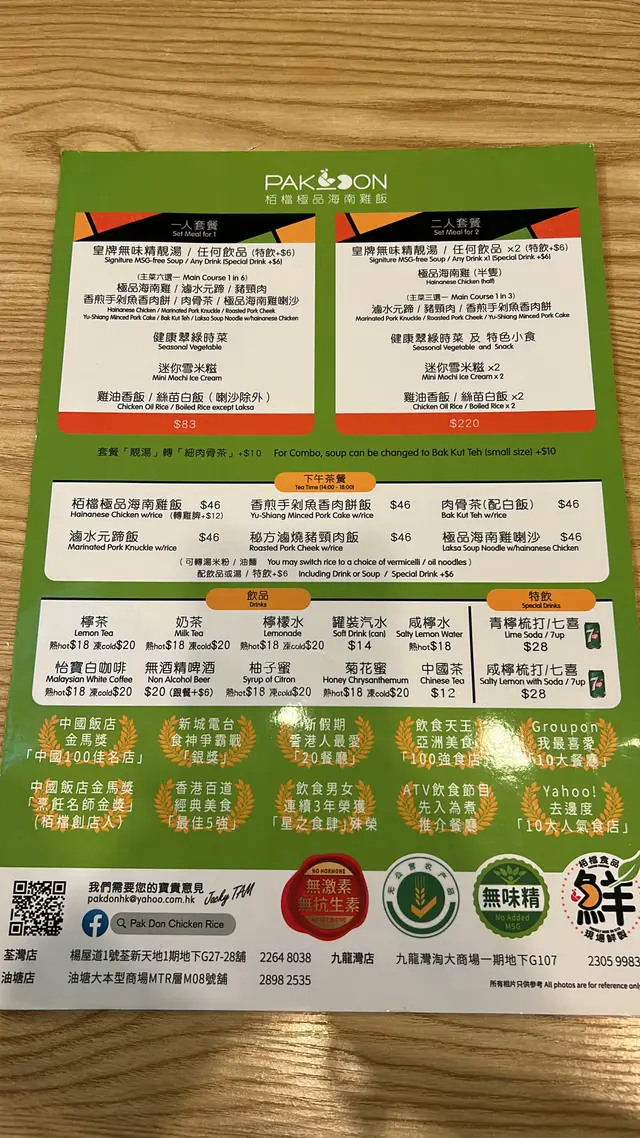 PAK DON
栢檔極品海南雞飯
一人套餐
Set Meal for 1
皇牌無味精靚湯 / 任何飲品 (特飲+$6)
Signiture MSG-free Soup / Any Drink (Special Drink +$6)
(主菜六選一 Main Course 1 in 6)
極品海南雞 / 滷水元蹄 / 豬頸肉
香煎手剁魚香肉餅 / 肉骨茶 / 極品海南雞喇沙
Hainanese Chicken / Marinated Pork Knuckle / Roasted Pork Cheek
Yu-Shiang Minced Pork Cake / Bak Kut Teh / Laksa Soup Noodle w/hainanese Chicken
健康翠綠時菜
Seasonal Vegetable
迷你雪米糍
Mini Mochi Ice Cream
雞油香飯 / 絲苗白飯 (喇沙除外)
Chicken Oil Rice / Boiled Rice except Laksa
$83
二人套餐
Set Meal for 2
皇牌無味精靚湯 / 任何飲品 x2 (特飲+$6)
Signiture MSG-free Soup / Any Drink x1 (Special Drink +$6)
極品海南雞 (半隻)
Hainanese Chicken (half)
(主菜三選一 Main Course 1 in 3)
滷水元蹄 / 豬頸肉 / 香煎手剁魚香肉餅
Marinated Pork Knuckle / Roasted Pork Cheek / Yu-Shiang Minced Pork Cake
健康翠綠時菜 及 特色小食
Seasonal Vegetable and Snack
迷你雪米糍 x2
Mini Mochi Ice Cream x 2
雞油香飯 / 絲苗白飯 x2
Chicken Oil Rice / Boiled Rice x 2
$220
套餐「靚湯」轉「細肉骨茶」+$10 For Combo, soup can be changed to Bak Kut Teh (small size) +$10
下午茶餐
Tea Time (14:00 - 18:00)
栢檔極品海南雞飯 $46
Hainanese Chicken w/rice (轉雞髀+$12)
香煎手剁魚香肉餅飯 $46
Yu-Shiang Minced Pork Cake w/rice
肉骨茶(配白飯) $46
Bak Kut Teh w/rice
滷水元蹄飯 $46
Marinated Pork Knuckle w/rice
秘方滷燒豬頸肉飯 $46
Roasted Pork Cheek w/rice
極品海南雞喇沙 $46
Laksa Soup Noodle w/hainanese Chicken
(可轉湯米粉 / 油麵 You may switch rice to a choice of vermicelli / oil noodles)
配飲品或湯 / 特飲+$6 Including Drink or Soup / Special Drink +$6
飲品
Drinks
檸茶
Lemon Tea
熱hot$18 凍cold$20
奶茶
Milk Tea
熱hot$18 凍cold$20
檸檬水
Lemonade
熱hot$18 凍cold$20
罐裝汽水
Soft Drink (can)
$14
咸檸水
Salty Lemon Water
熱hot$18
怡寶白咖啡
Malaysian White Coffee
熱hot$18 凍cold$20
無酒精啤酒
Non Alcohol Beer
$20 (跟餐+$6)
柚子蜜
Syrup of Citron
熱hot$18 凍cold$20
菊花蜜
Honey Chrysanthemum
熱hot$18 凍cold$20
中國茶
Chinese Tea
$12
特飲
Special Drinks
青檸梳打/七喜
Lime Soda / 7up
$28
咸檸梳打/七喜
Salty Lemon with Soda / 7up
$28
中國飯店
金馬獎
「中國100佳名店」
新城電台
食神爭霸戰
「銀獎」
新假期
香港人最愛
「20餐廳」
飲食天王
亞洲美食
「100強食店」
Groupon
我最喜愛
「10大餐廳」
中國飯店金馬獎
「烹飪名師金獎」
(栢檔創店人)
香港百道
經典美食
「最佳5強」
飲食男女
連續3年榮獲
「星之食肆」殊榮
ATV飲食節目
先入為煮
推介餐廳
Yahoo!
去邊度
「10大人氣食店」
我們需要您的寶貴意見
pakdonhk@yahoo.com.hk
Jacky TAM
Pak Don Chicken Rice
NO HORMONE
無激素
無抗生素
无公害农产品
無味精
No Added
MSG
栢檔食品
鮮
現場鮮製
荃灣店 楊屋道1號荃新天地1期地下G27-28舖 2264 8038
九龍灣店 九龍灣淘大商場一期地下G107 2305 9983
油塘店 油塘大本型商場MTR層M08號舖 2898 2535
所有相片只供參考 All photos are for reference only